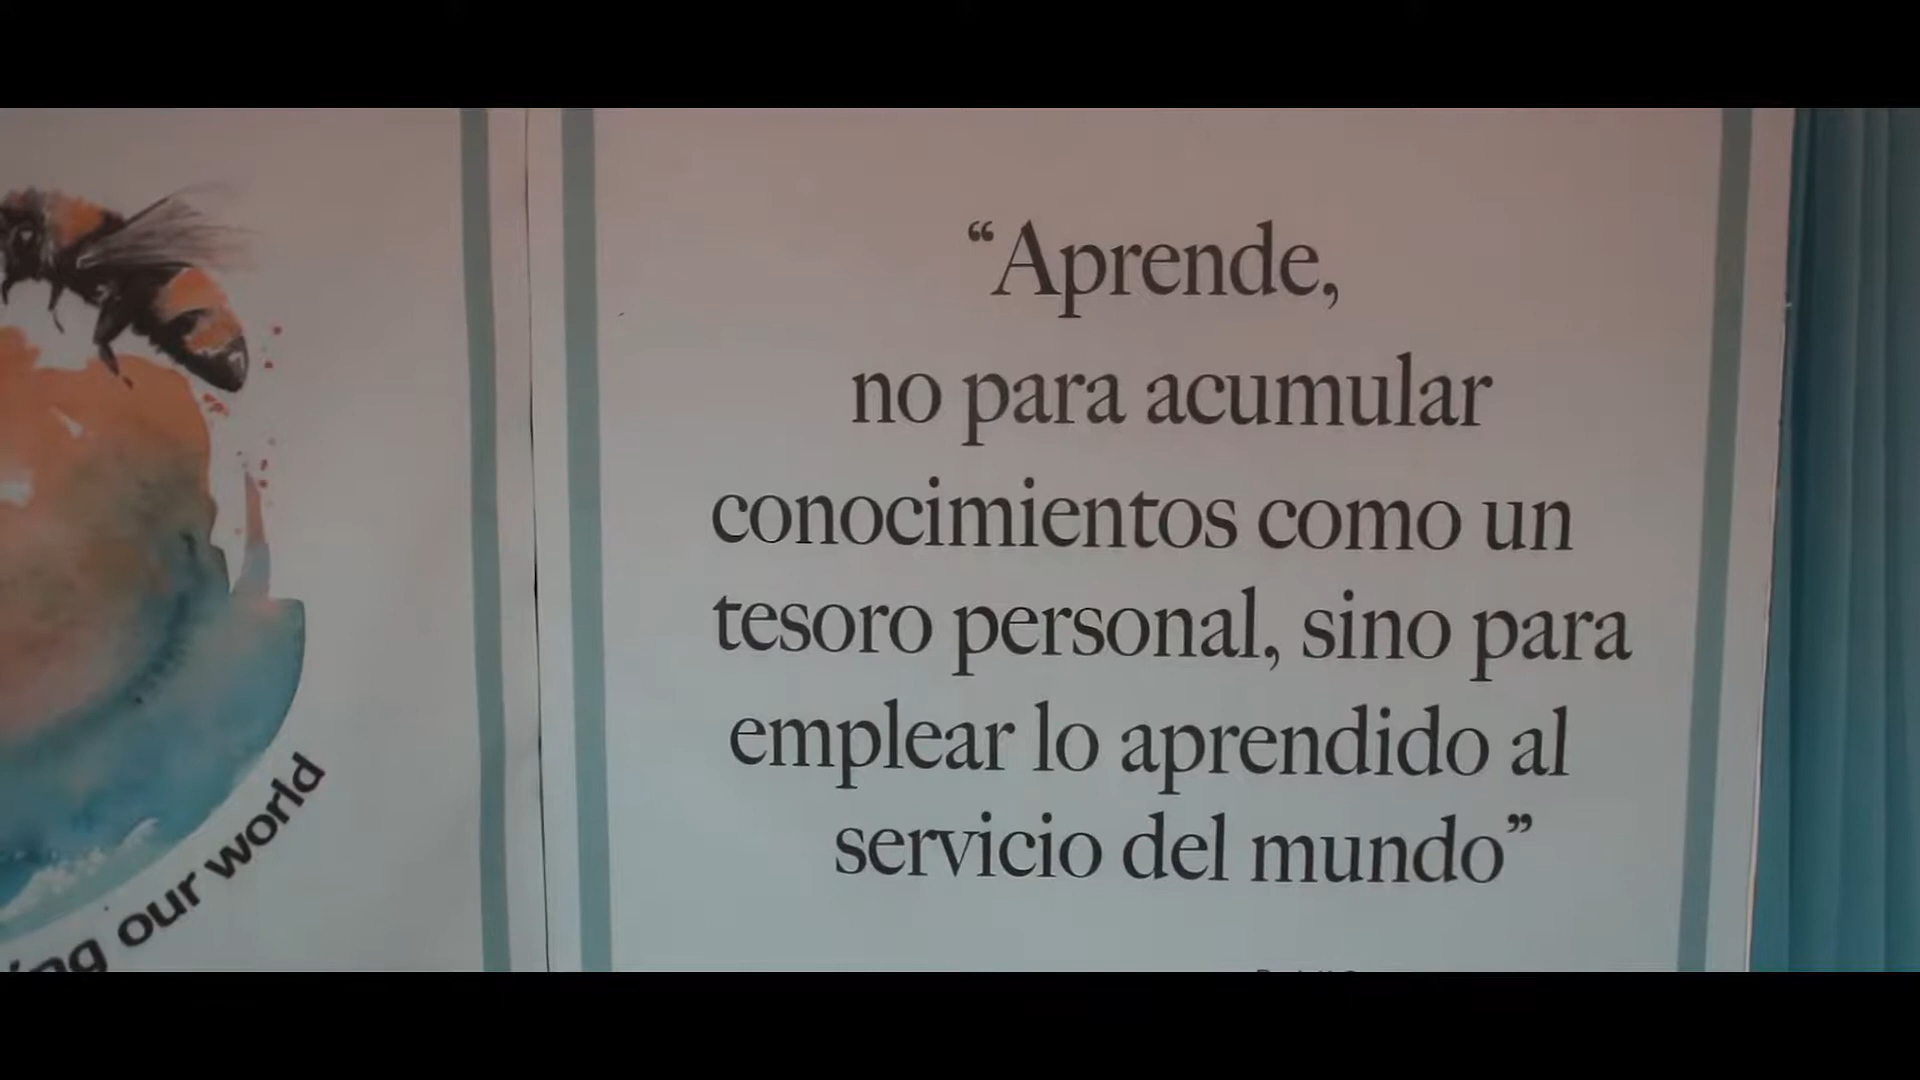 “Aprende,
no para acumular
conocimientos como un
tesoro personal, sino para
emplear lo aprendido al
servicio del mundo”
our world